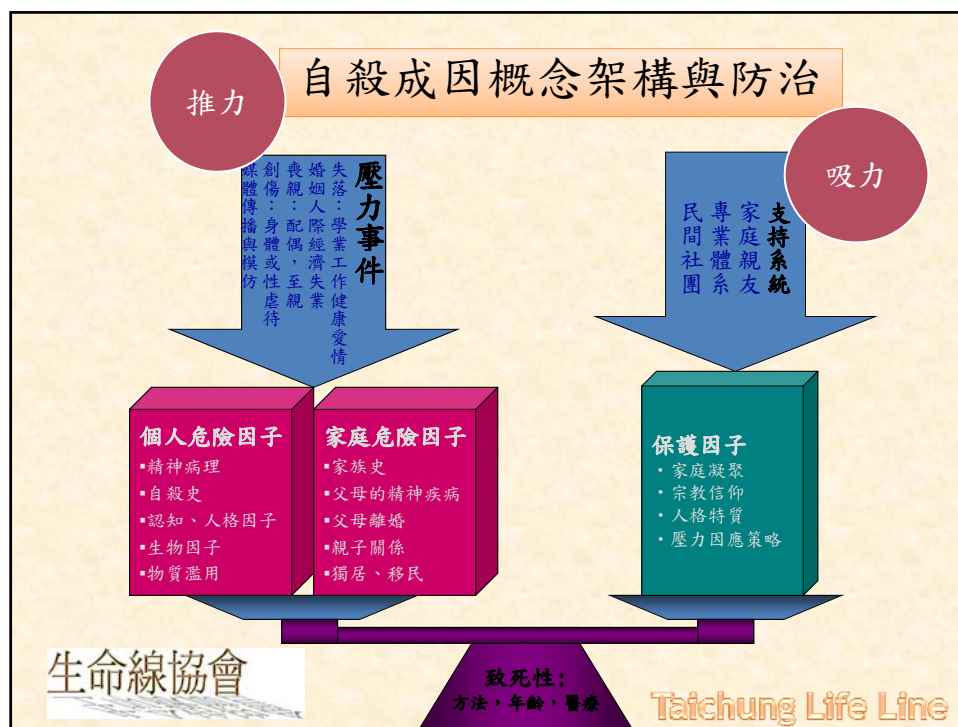 自殺成因概念架構與防治
推力
吸力
壓力事件
失落：學業工作健康愛情
婚姻人際經濟失業
喪親：配偶，至親
創傷：身體或性虐待
媒體傳播與模仿
支持系統
家庭親友
專業體系
民間社團
個人危險因子
▪精神病理
▪自殺史
▪認知、人格因子
▪生物因子
▪物質濫用
家庭危險因子
▪家族史
▪父母的精神疾病
▪父母離婚
▪親子關係
▪獨居、移民
保護因子
・家庭凝聚
・宗教信仰
・人格特質
・壓力因應策略
致死性：
方法，年齡，醫療
生命線協會
Taichung Life Line